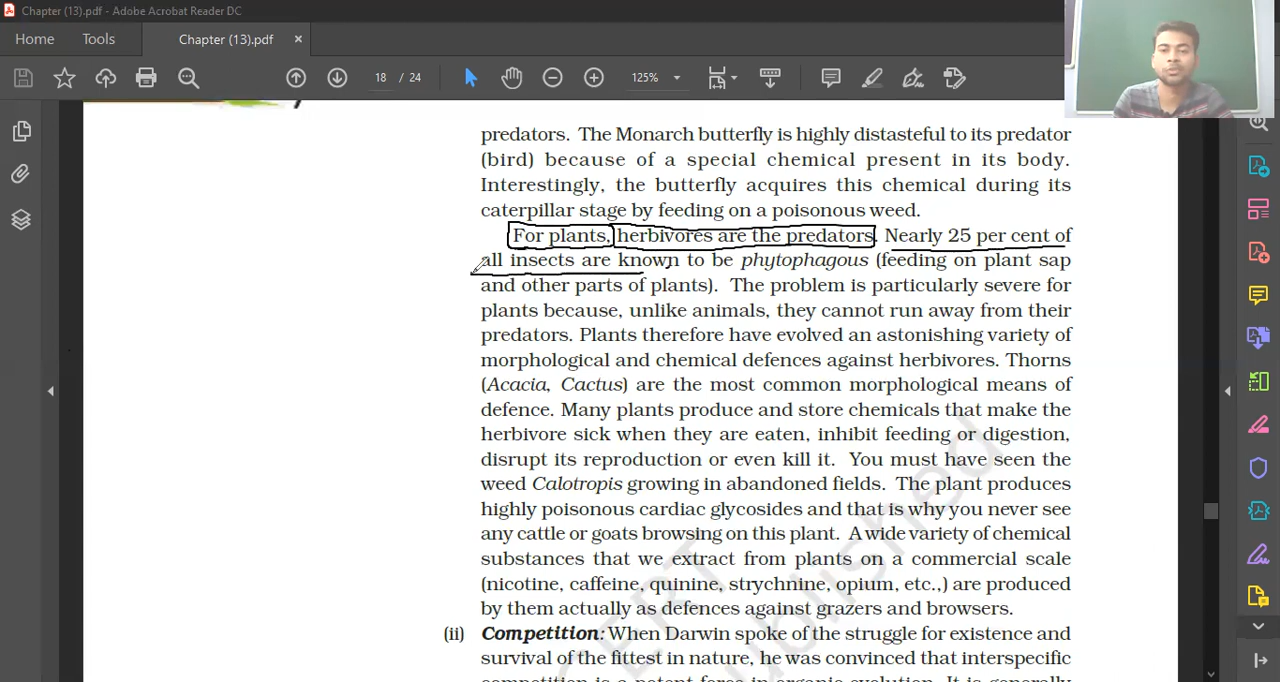 Chapter (13).pdf - Adobe Acrobat Reader DC
Home Tools Chapter (13).pdf ×
18 / 24 125%
predators. The Monarch butterfly is highly distasteful to its predator
(bird) because of a special chemical present in its body.
Interestingly, the butterfly acquires this chemical during its
caterpillar stage by feeding on a poisonous weed.
For plants, herbivores are the predators. Nearly 25 per cent of
all insects are known to be phytophagous (feeding on plant sap
and other parts of plants). The problem is particularly severe for
plants because, unlike animals, they cannot run away from their
predators. Plants therefore have evolved an astonishing variety of
morphological and chemical defences against herbivores. Thorns
(Acacia, Cactus) are the most common morphological means of
defence. Many plants produce and store chemicals that make the
herbivore sick when they are eaten, inhibit feeding or digestion,
disrupt its reproduction or even kill it. You must have seen the
weed Calotropis growing in abandoned fields. The plant produces
highly poisonous cardiac glycosides and that is why you never see
any cattle or goats browsing on this plant. A wide variety of chemical
substances that we extract from plants on a commercial scale
(nicotine, caffeine, quinine, strychnine, opium, etc.,) are produced
by them actually as defences against grazers and browsers.
(ii) Competition: When Darwin spoke of the struggle for existence and
survival of the fittest in nature, he was convinced that interspecific
competition is a potent force in organic evolution. It is generally